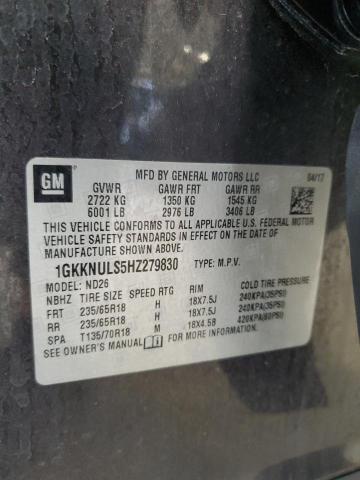 GM
MFD BY GENERAL MOTORS LLC 04/17
GVWR GAWR FRT GAWR RR
2722 KG 1350 KG 1545 KG
6001 LB 2976 LB 3406 LB
THIS VEHICLE CONFORMS TO ALL APPLICABLE U.S. FEDERAL MOTOR
VEHICLE SAFETY STANDARDS IN EFFECT ON THE DATE OF
MANUFACTURE SHOWN ABOVE.
1GKKNULS5HZ279830 TYPE: M.P.V.
MODEL: ND26
NBHZ TIRE SIZE SPEED RTG RIM COLD TIRE PRESSURE
FRT 235/65R18 H 18X7.5J 240KPA(35PSI)
RR 235/65R18 H 18X7.5J 240KPA(35PSI)
SPA T135/70R18 M 18X4.5B 420KPA(60PSI)
SEE OWNER'S MANUAL FOR MORE INFORMATION.